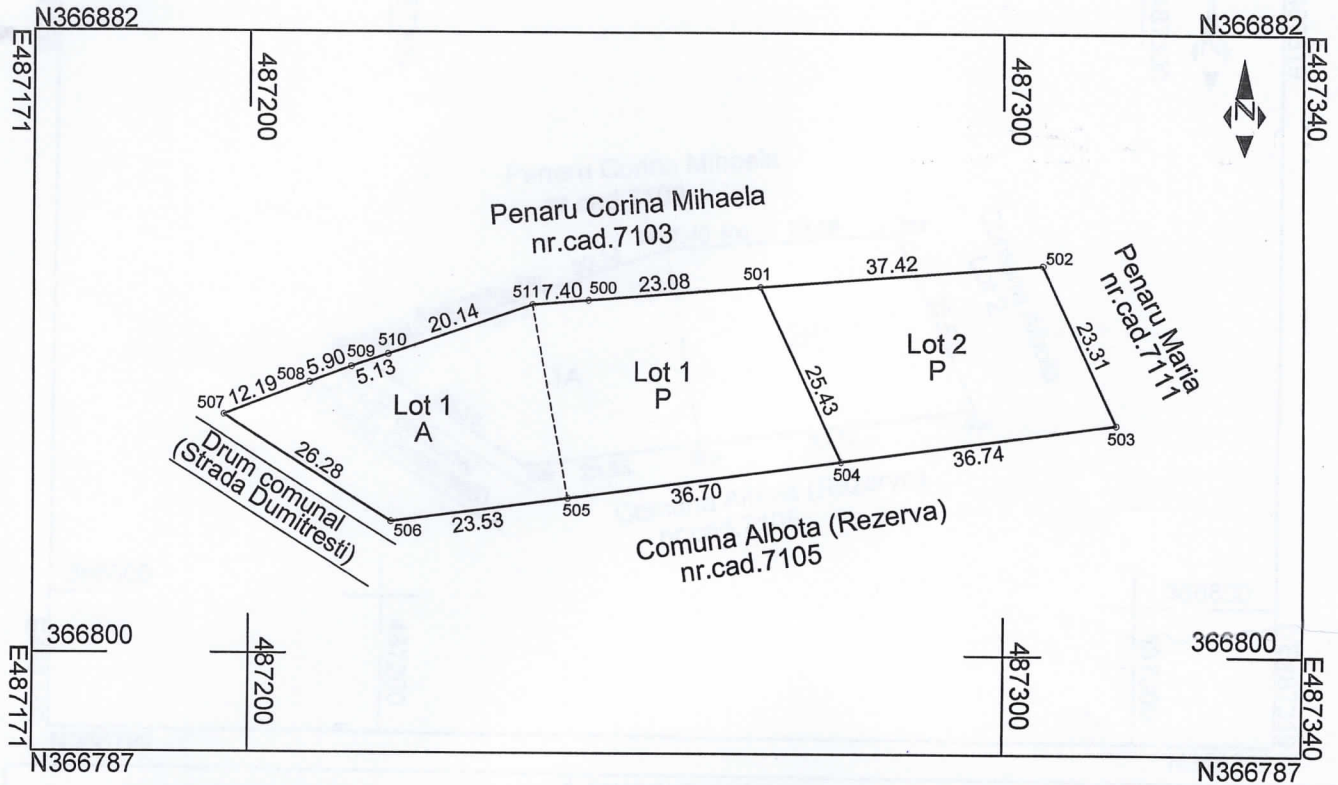 N366882
N366882
E487171
487200
487300
E487340
N
Penaru Corina Mihaela
nr.cad.7103
Penaru Maria
nr.cad.7111
507
12.19
508
5.90
509
5.13
510
20.14
511
7.40
500
23.08
501
37.42
502
23.31
503
25.43
Lot 1
A
Lot 1
P
Lot 2
P
26.28
506
23.53
505
36.70
504
36.74
Drum comunal
(Strada Dumitresti)
Comuna Albota (Rezerva)
nr.cad.7105
366800
366800
E487171
487200
487300
E487340
N366787
N366787